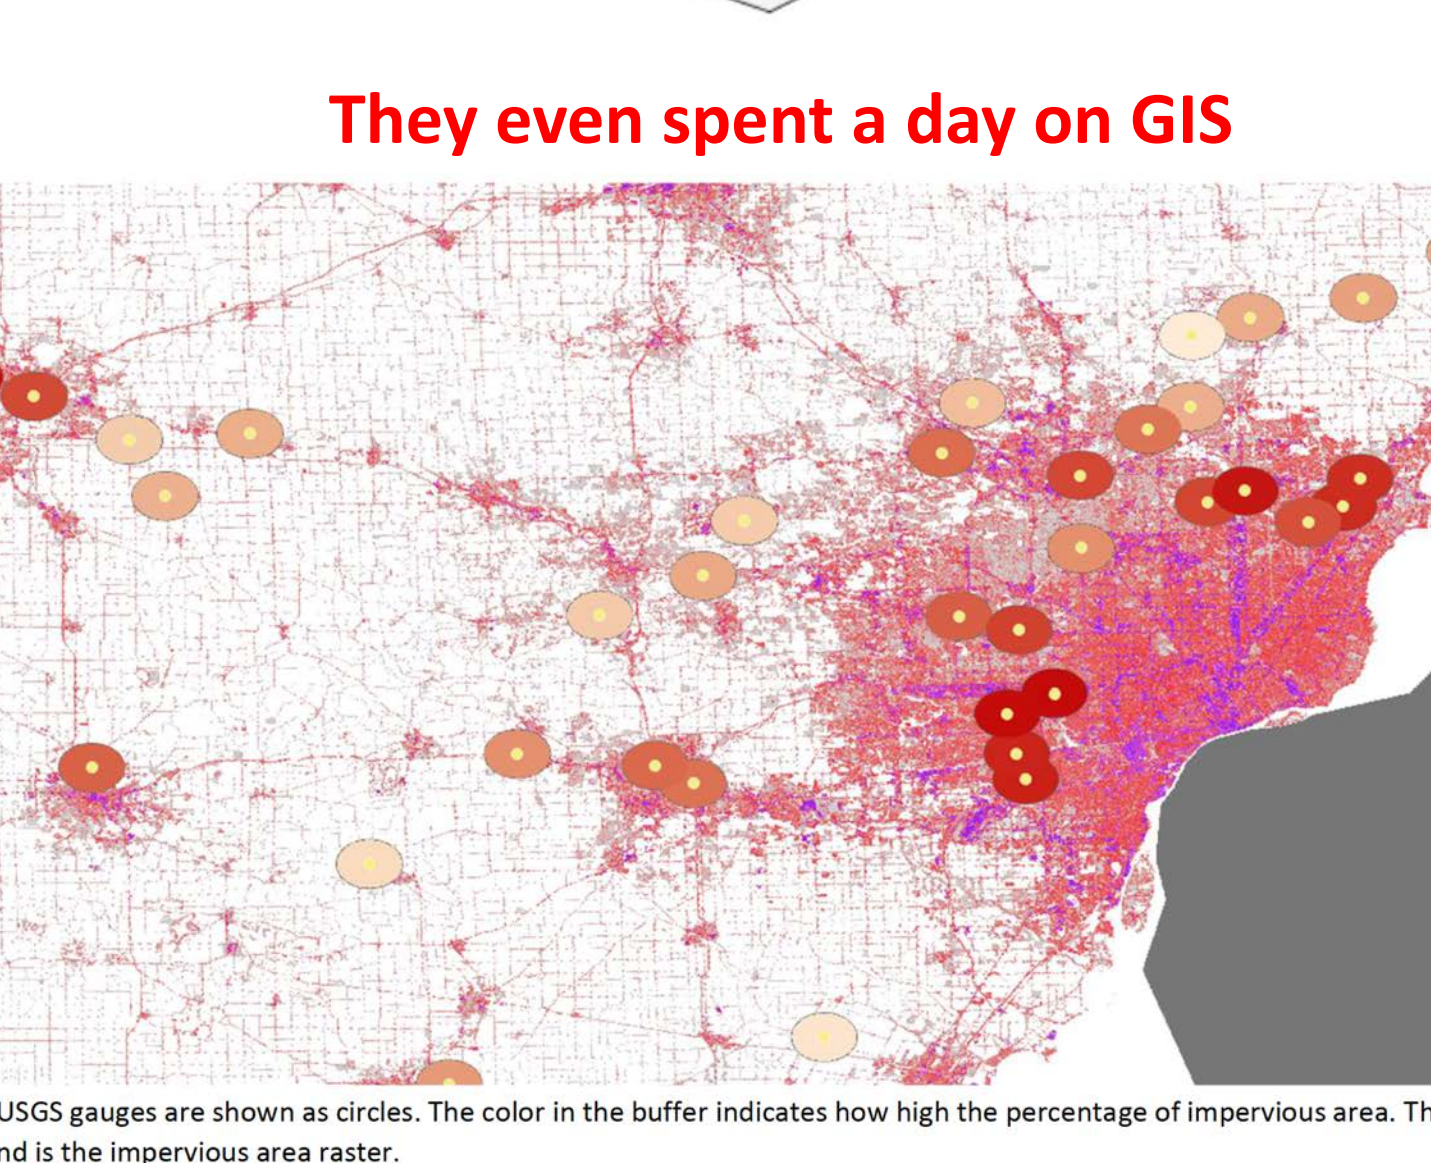 They even spent a day on GIS
USGS gauges are shown as circles. The color in the buffer indicates how high the percentage of impervious area. Th
nd is the impervious area raster.